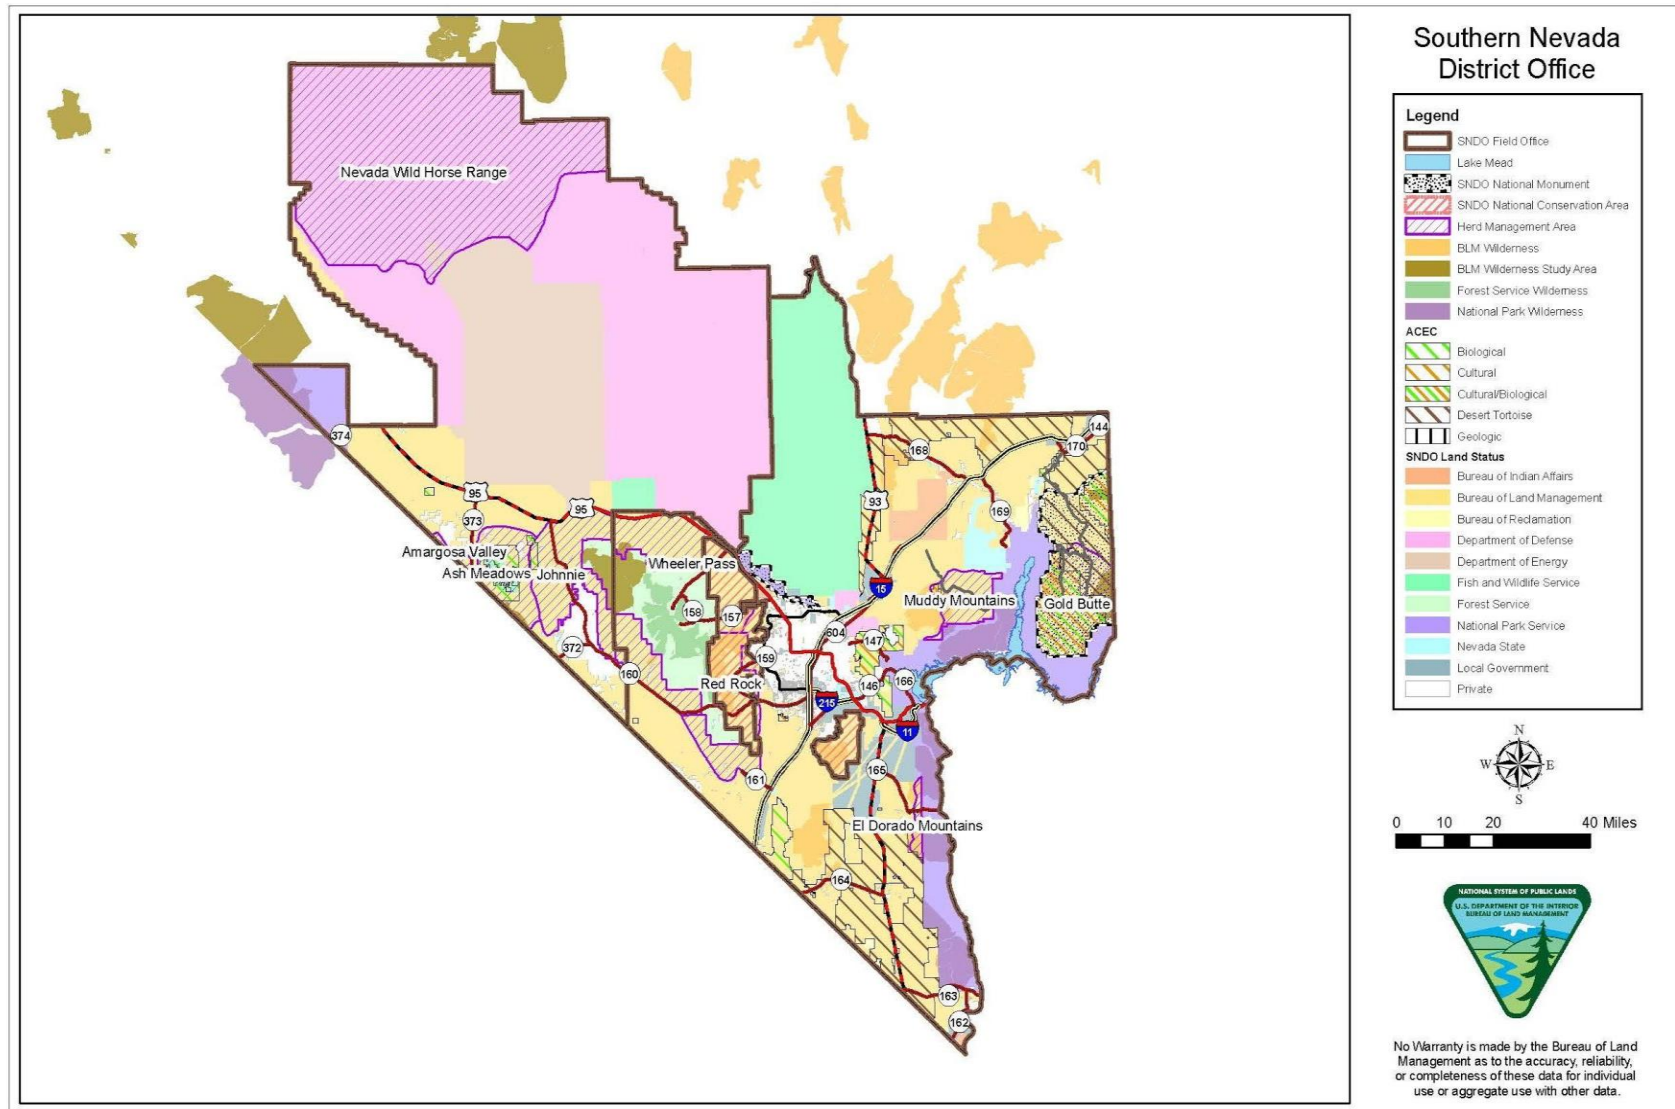 Southern Nevada
District Office
Legend
SNDO Field Office
Lake Mead
SNDO National Monument
SNDO National Conservation Area
Herd Management Area
BLM Wilderness
BLM Wilderness Study Area
Forest Service Wilderness
National Park Wilderness
ACEC
Biological
Cultural
Cultural/Biological
Desert Tortoise
Geologic
SNDO Land Status
Bureau of Indian Affairs
Bureau of Land Management
Bureau of Reclamation
Department of Defense
Department of Energy
Fish and Wildlife Service
Forest Service
National Park Service
Nevada State
Local Government
Private
Nevada Wild Horse Range
374
144
170
168
95
93
95
169
373
Amargosa Valley
Ash Meadows
Johnnie
Wheeler Pass
15
Muddy Mountains
Gold Butte
158
157
604
147
372
159
160
Red Rock
146
166
215
11
161
165
El Dorado Mountains
164
163
162
N
W
E
S
0 10 20 40 Miles
NATIONAL SYSTEM OF PUBLIC LANDS
U.S. DEPARTMENT OF THE INTERIOR
BUREAU OF LAND MANAGEMENT
No Warranty is made by the Bureau of Land
Management as to the accuracy, reliability,
or completeness of these data for individual
use or aggregate use with other data.